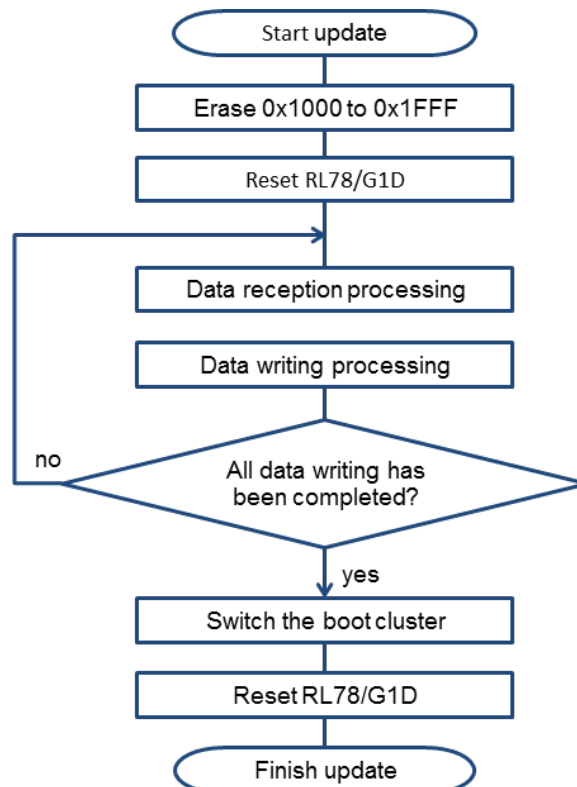 Start update
Erase 0x1000 to 0x1FFF
Reset RL78/G1D
Data reception processing
Data writing processing
no
All data writing has
been completed?
yes
Switch the boot cluster
Reset RL78/G1D
Finish update